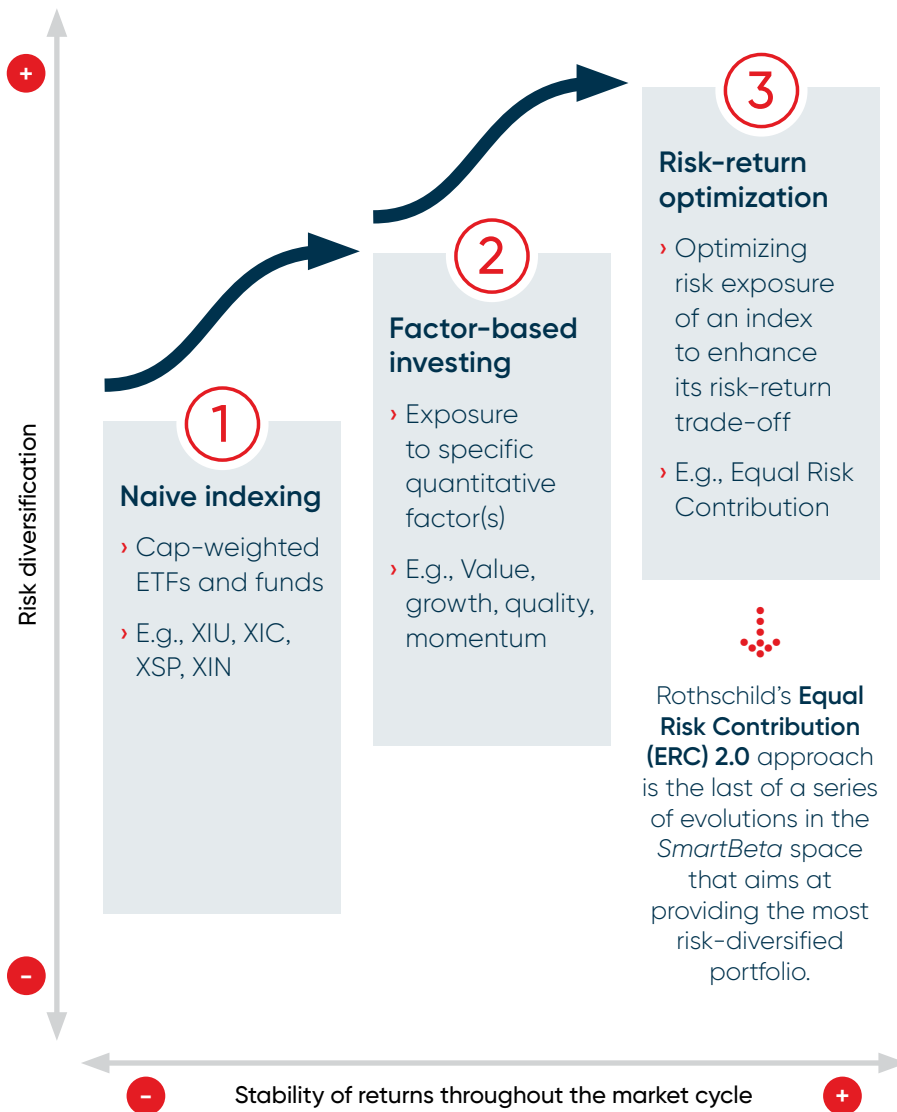 +
3
Risk-return
optimization
› Optimizing
risk exposure
of an index
to enhance
its risk-return
trade-off
› E.g., Equal Risk
Contribution
2
Factor-based
investing
› Exposure
to specific
quantitative
factor(s)
› E.g., Value,
growth, quality,
momentum
1
Naive indexing
› Cap-weighted
ETFs and funds
› E.g., XIU, XIC,
XSP, XIN
Risk diversification
Rothschild’s Equal
Risk Contribution
(ERC) 2.0 approach
is the last of a series
of evolutions in the
SmartBeta space
that aims at
providing the most
risk-diversified
portfolio.
-
- Stability of returns throughout the market cycle +